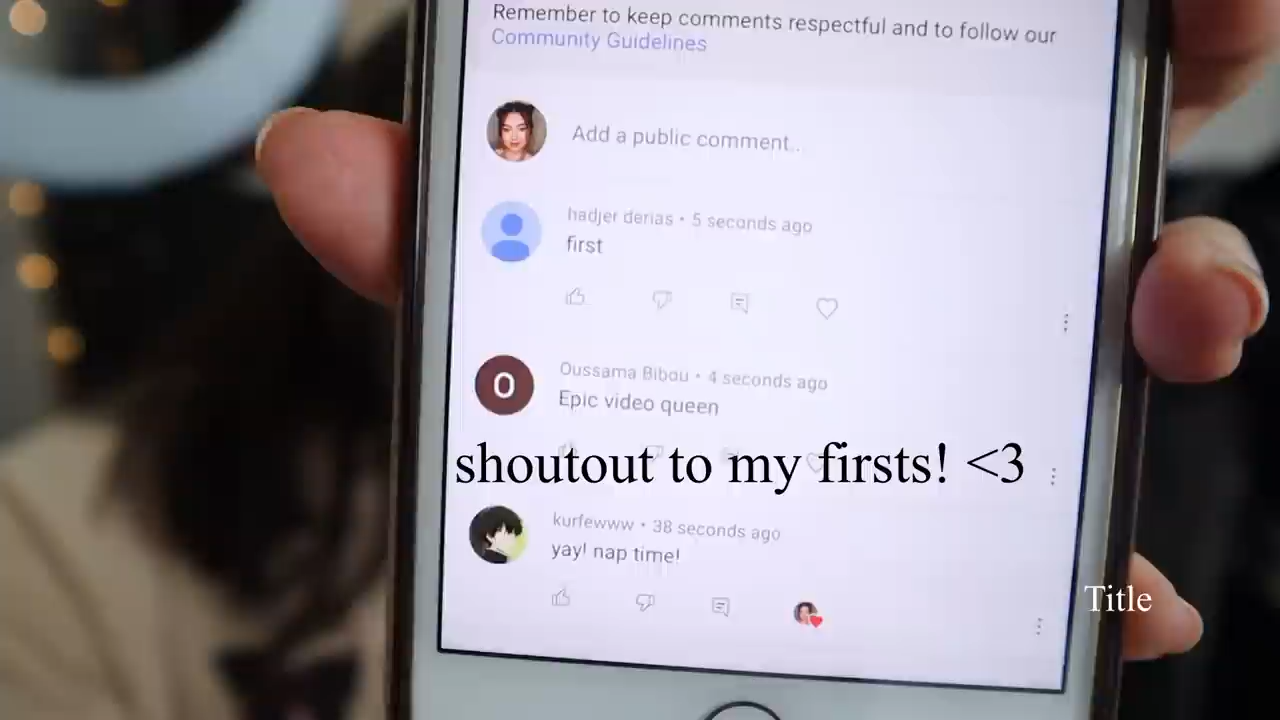 Remember to keep comments respectful and to follow our
Community Guidelines
Add a public comment...
hadjer derias • 5 seconds ago
first
O
Oussama Bibou • 4 seconds ago
Epic video queen
shoutout to my firsts! <3
kurfewww • 38 seconds ago
yay! nap time!
Title